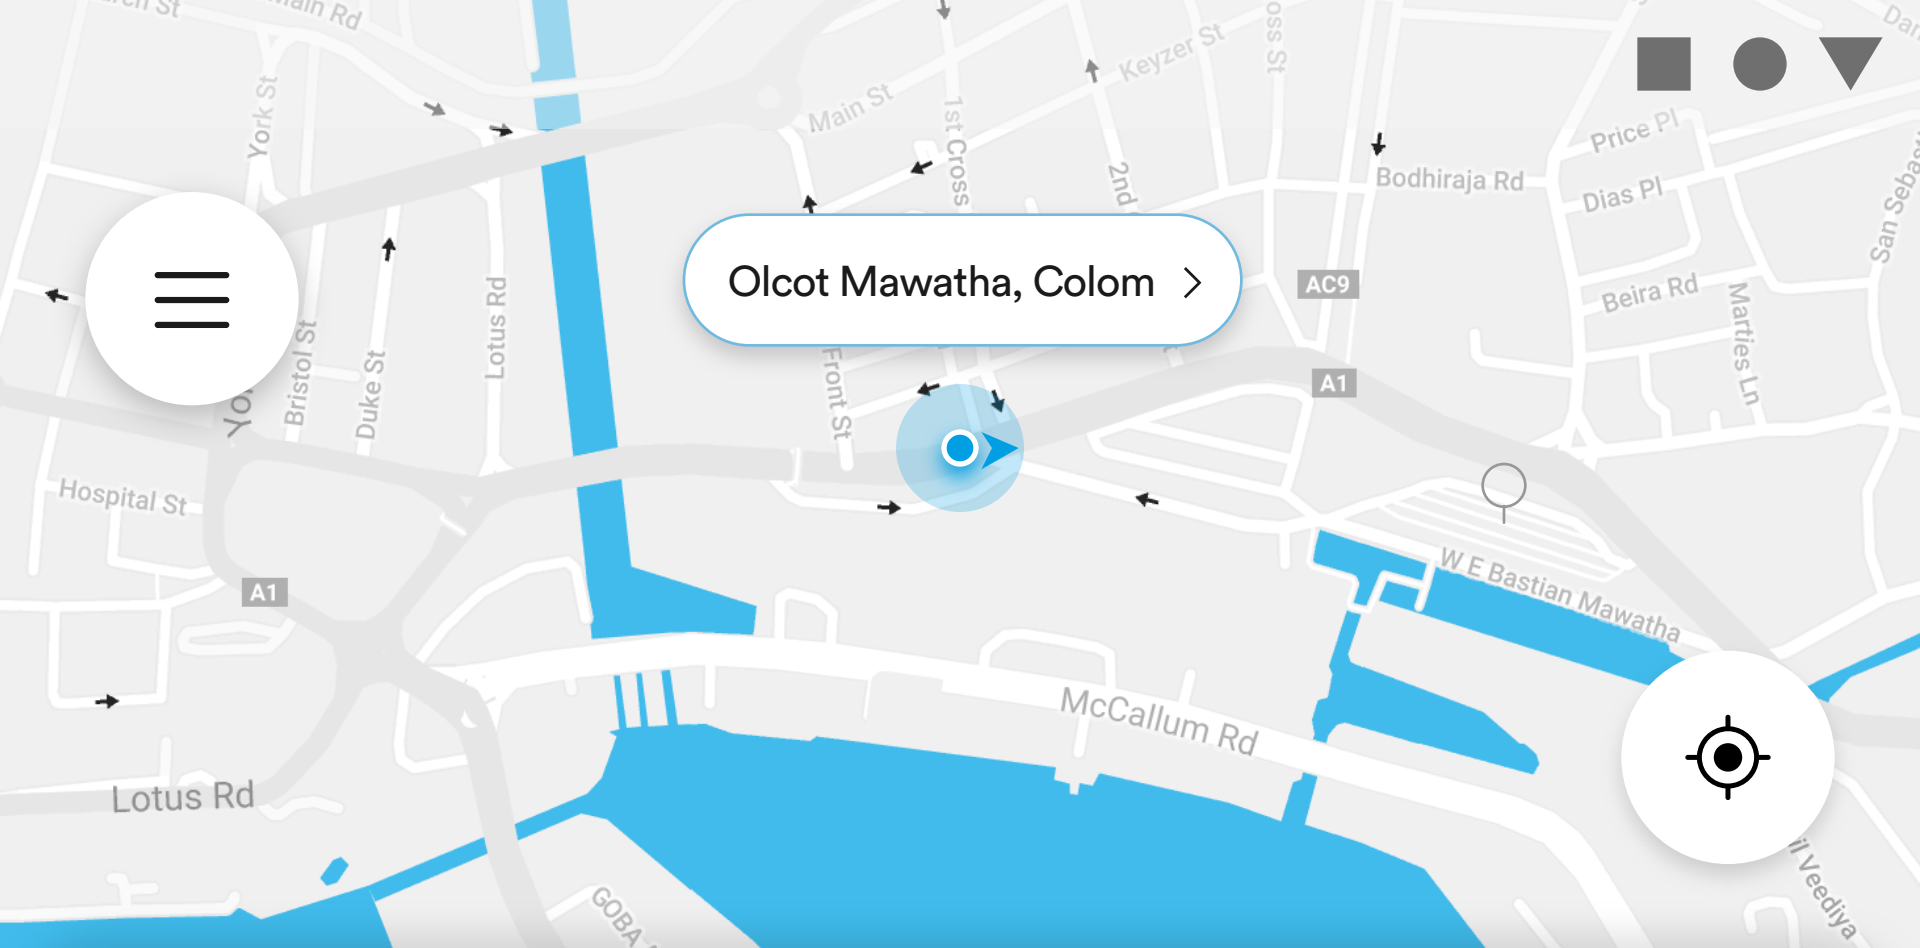 Main Rd
York St
Main St
Keyzer St
1st Cross
2nd
Bodhiraja Rd
Price Pl
Dias Pl
Beira Rd
Marties Ln
AC9
Olcot Mawatha, Colom
Lotus Rd
Bristol St
Duke St
Front St
A1
Hospital St
A1
W E Bastian Mawatha
McCallum Rd
Lotus Rd
GOBA